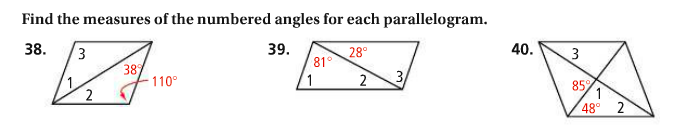 Find the measures of the numbered angles for each parallelogram.
38. 3 38° 1 2 110°
39. 28° 81° 1 2 3
40. 3 85° 1 48° 2